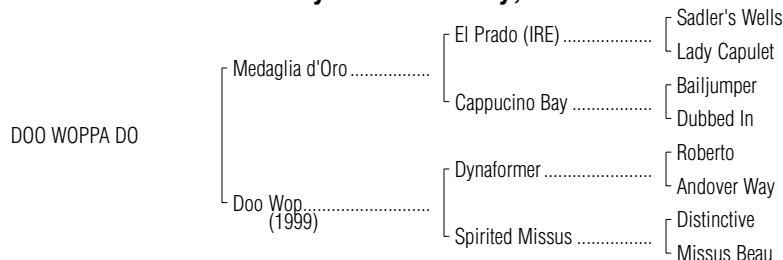 Sadler's Wells
El Prado (IRE)
Lady Capulet
Medaglia d'Oro
Bailjumper
Cappucino Bay
Dubbed In
DOO WOPPA DO
Roberto
Dynaformer
Andover Way
Doo Wop
(1999)
Distinctive
Spirited Missus
Missus Beau